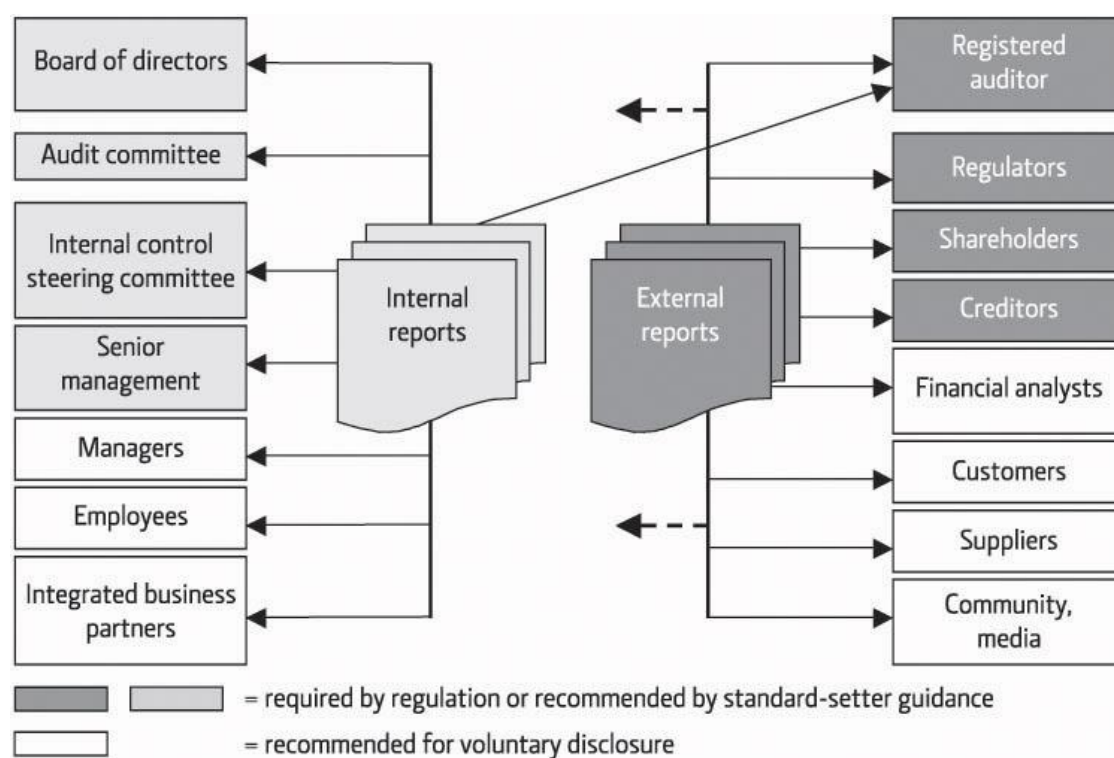 Board of directors
Audit committee
Internal control
steering committee
Senior
management
Managers
Employees
Integrated business
partners
Internal
reports
External
reports
Registered
auditor
Regulators
Shareholders
Creditors
Financial analysts
Customers
Suppliers
Community,
media
= required by regulation or recommended by standard-setter guidance
= recommended for voluntary disclosure